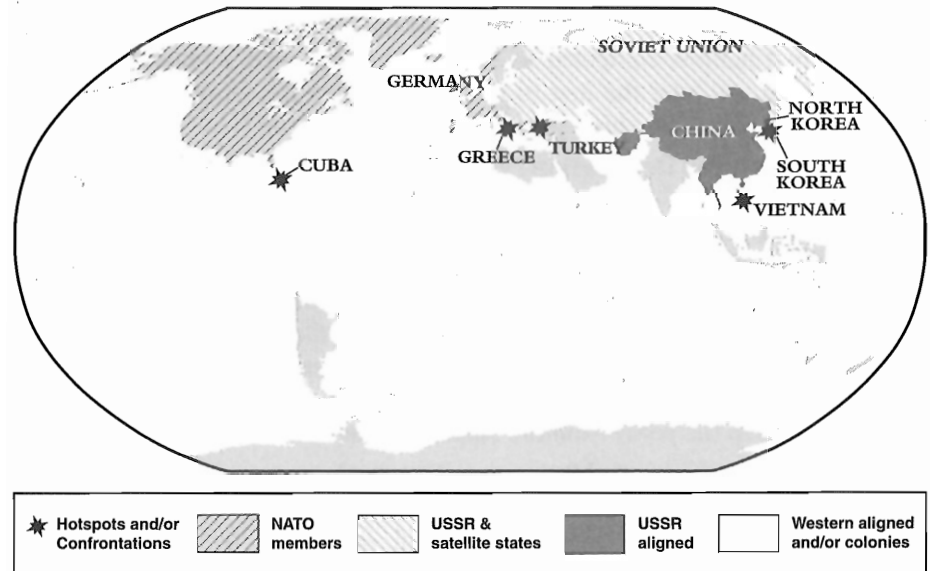 SOVIET UNION
GERMANY
NORTH
KOREA
CHINA
GREECE
TURKEY
CUBA
SOUTH
KOREA
VIETNAM
Hotspots and/or
Confrontations
NATO
members
USSR &
satellite states
USSR
aligned
Western aligned
and/or colonies